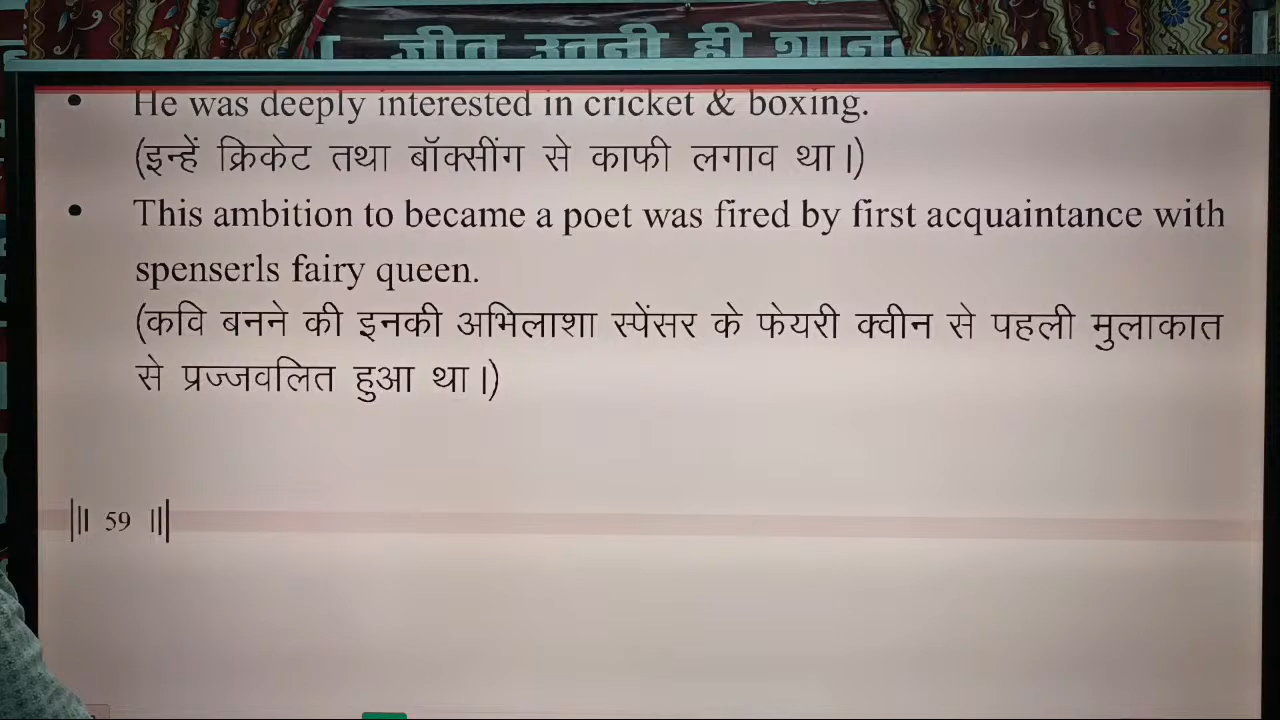 जीत उतनी ही
• He was deeply interested in cricket & boxing.
(इन्हें क्रिकेट तथा बॉक्सींग से काफी लगाव था।)
• This ambition to became a poet was fired by first acquaintance with
spenserls fairy queen.
(कवि बनने की इनकी अभिलाशा स्पेंसर के फेयरी क्वीन से पहली मुलाकात
से प्रज्जवलित हुआ था।)
59